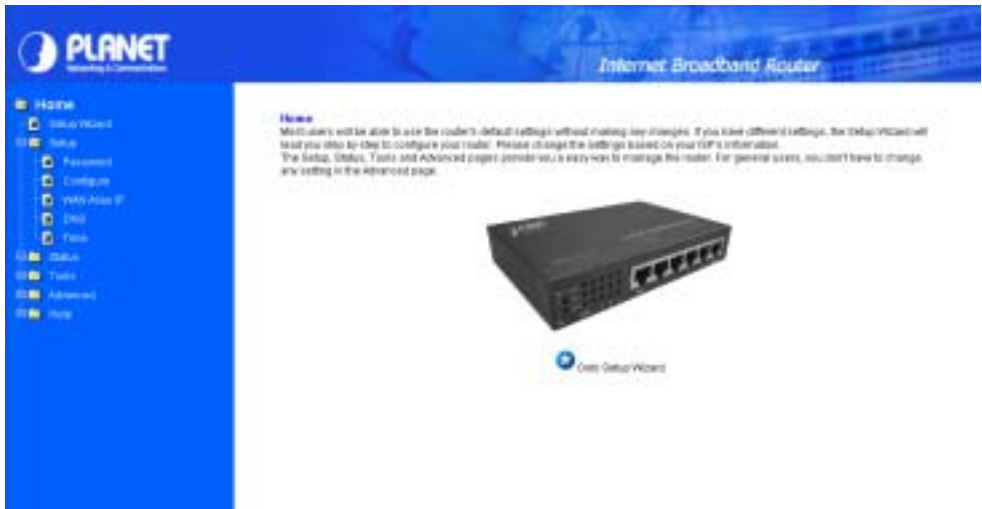 PLANET
Networking & Communication
Internet Broadband Router
Home
Setup Wizard
Setup
Password
Configure
WAN Alias IP
DNS
Time
Status
Tools
Advanced
Help
Home
Most users will be able to use the router's default settings without making any changes. If you have different settings, the Setup Wizard will
lead you step by step to configure your router. Please change the settings based on your ISP's information.
The Setup, Status, Tools and Advanced pages provide you a easy way to manage the router. For general users, you don't have to change
any setting in the Advanced page.
PLANET
Goto Setup Wizard